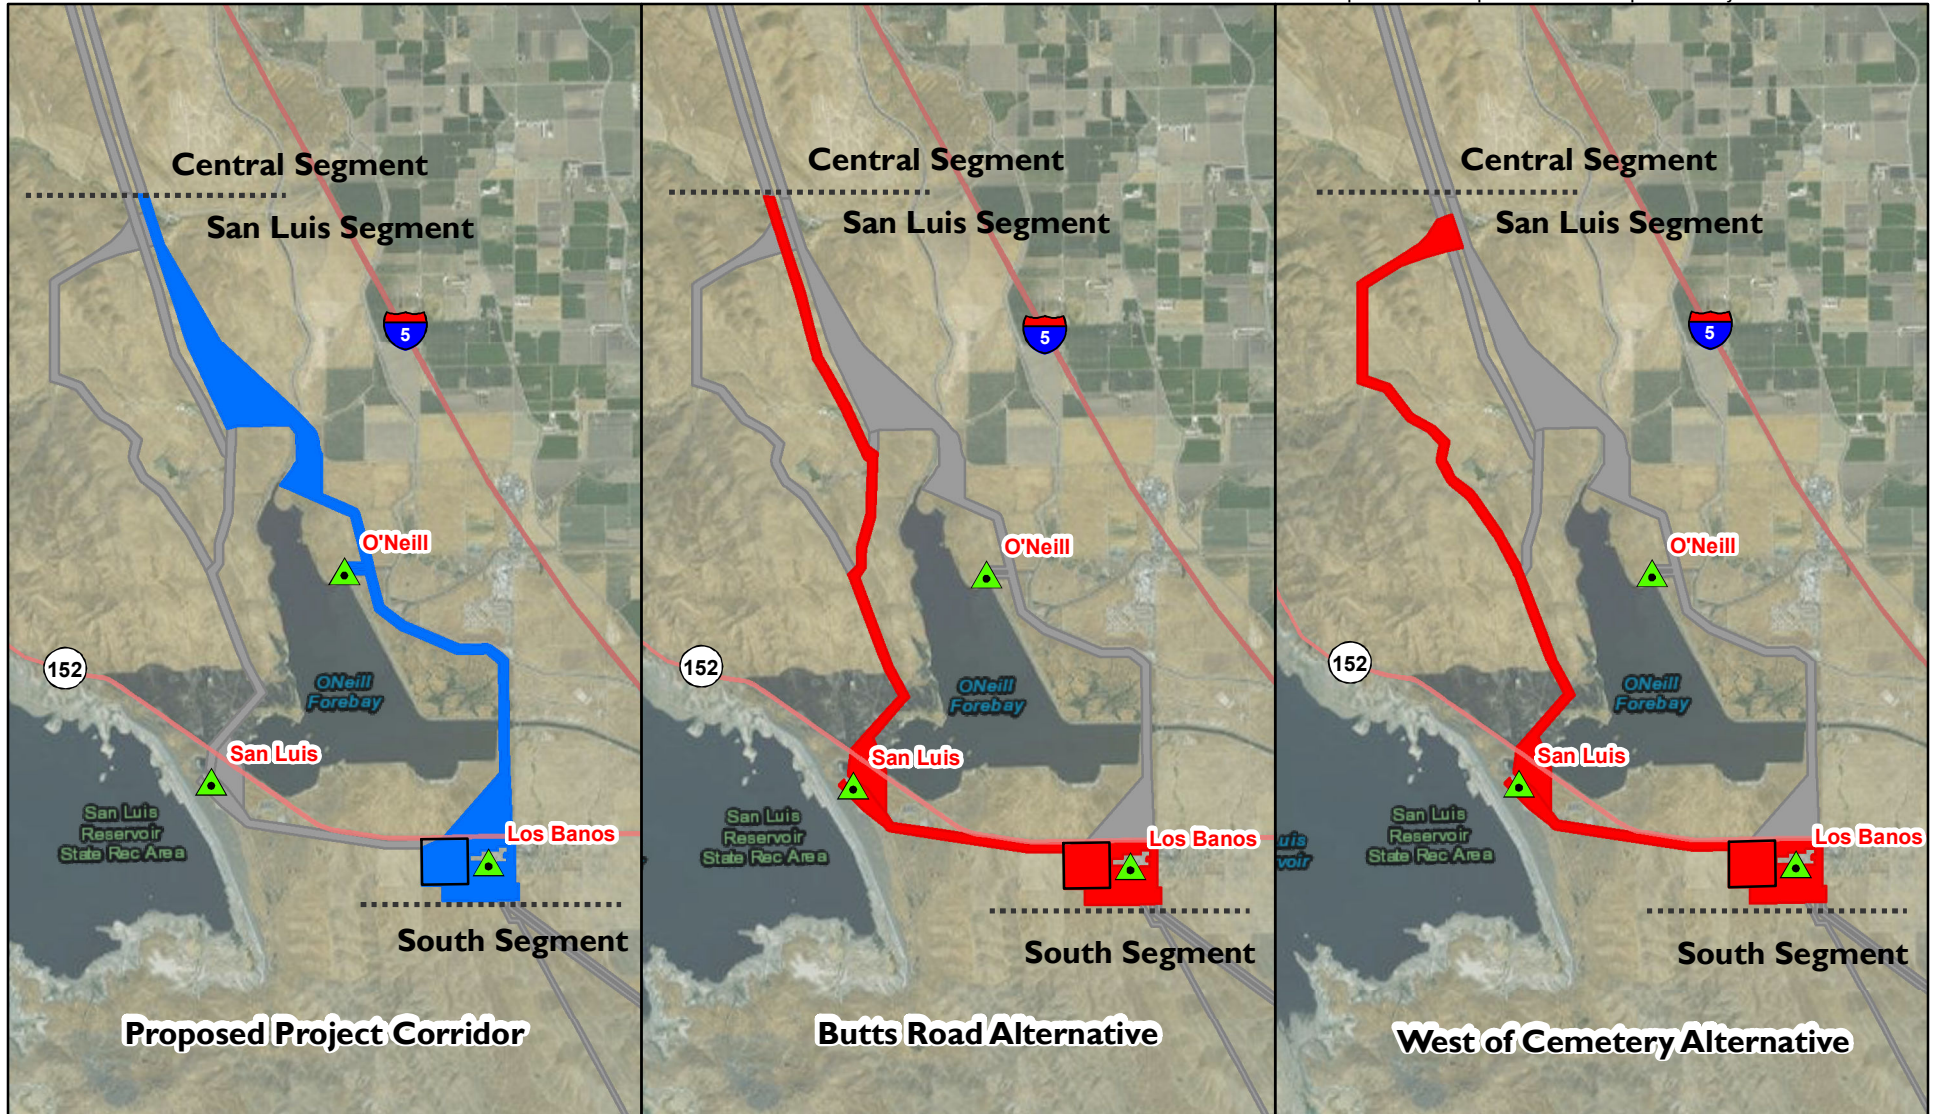 Central Segment
San Luis Segment
5
O'Neill
152
ONeill
Forebay
San Luis
San Luis
Reservoir
State Rec Area
Los Banos
South Segment
Proposed Project Corridor
Central Segment
San Luis Segment
5
O'Neill
152
ONeill
Forebay
San Luis
San Luis
Reservoir
State Rec Area
Los Banos
South Segment
Butts Road Alternative
Central Segment
San Luis Segment
5
O'Neill
152
ONeill
Forebay
San Luis
San Luis
Reservoir
State Rec Area
Los Banos
South Segment
West of Cemetery Alternative